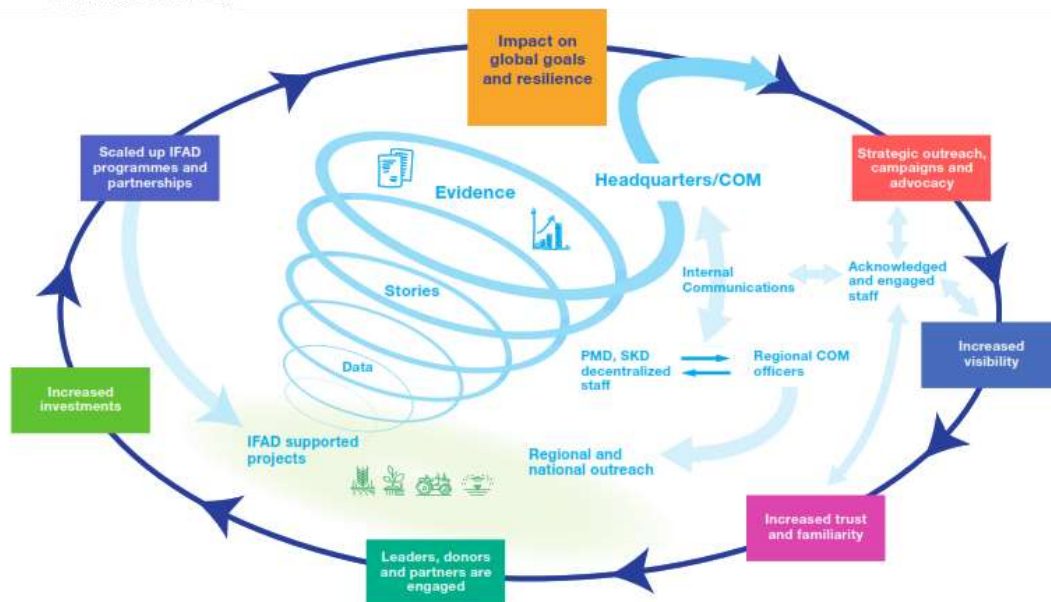 Impact on
global goals
and resilience
Scaled up IFAD
programmes and
partnerships
Strategic outreach,
campaigns and
advocacy
Evidence
Headquarters/COM
Stories
Internal
Communications
Acknowledged
and engaged
staff
Data
PMD, SKD
decentralized
staff
Regional COM
officers
Increased
visibility
Increased
investments
IFAD supported
projects
Regional and
national outreach
Increased trust
and familiarity
Leaders, donors
and partners are
engaged